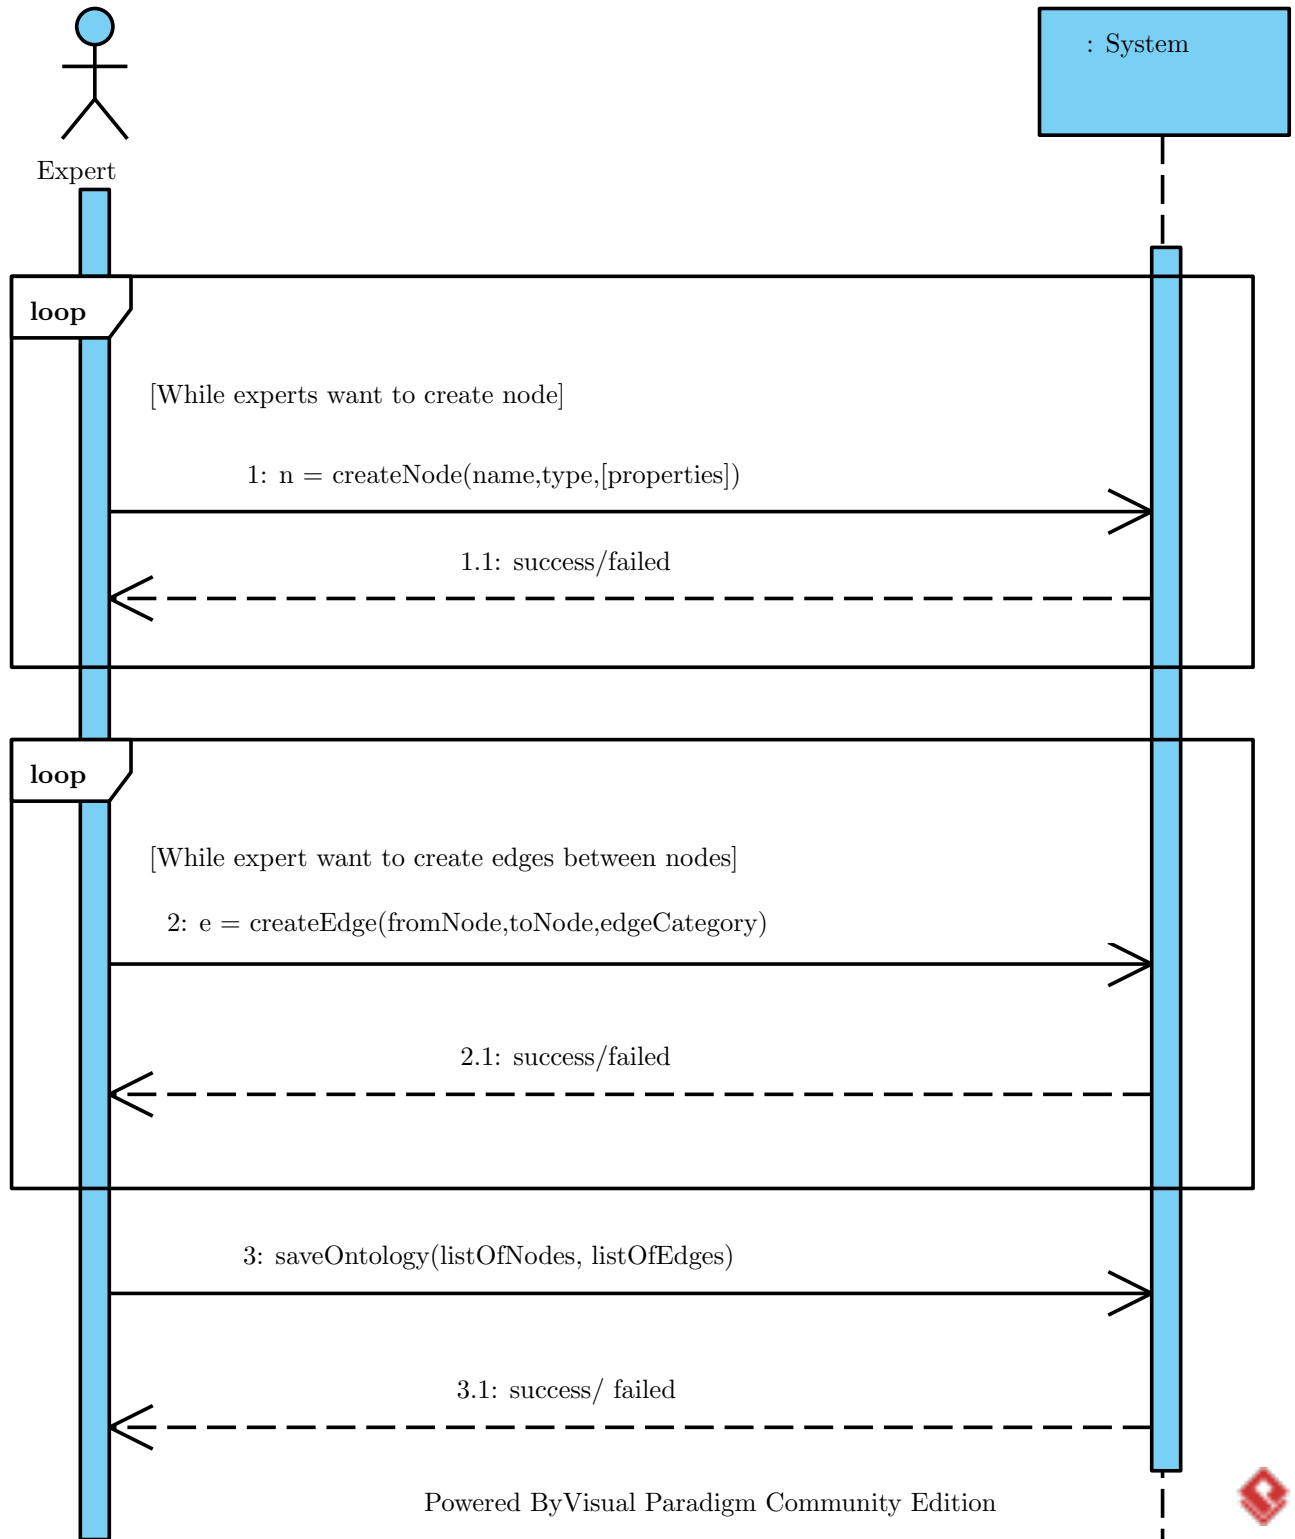 : System
Expert
loop
[While experts want to create node]
1: n = createNode(name,type,[properties])
1.1: success/failed
loop
[While expert want to create edges between nodes]
2: e = createEdge(fromNode,toNode,edgeCategory)
2.1: success/failed
3: saveOntology(listOfNodes, listOfEdges)
3.1: success/ failed
Powered ByVisual Paradigm Community Edition